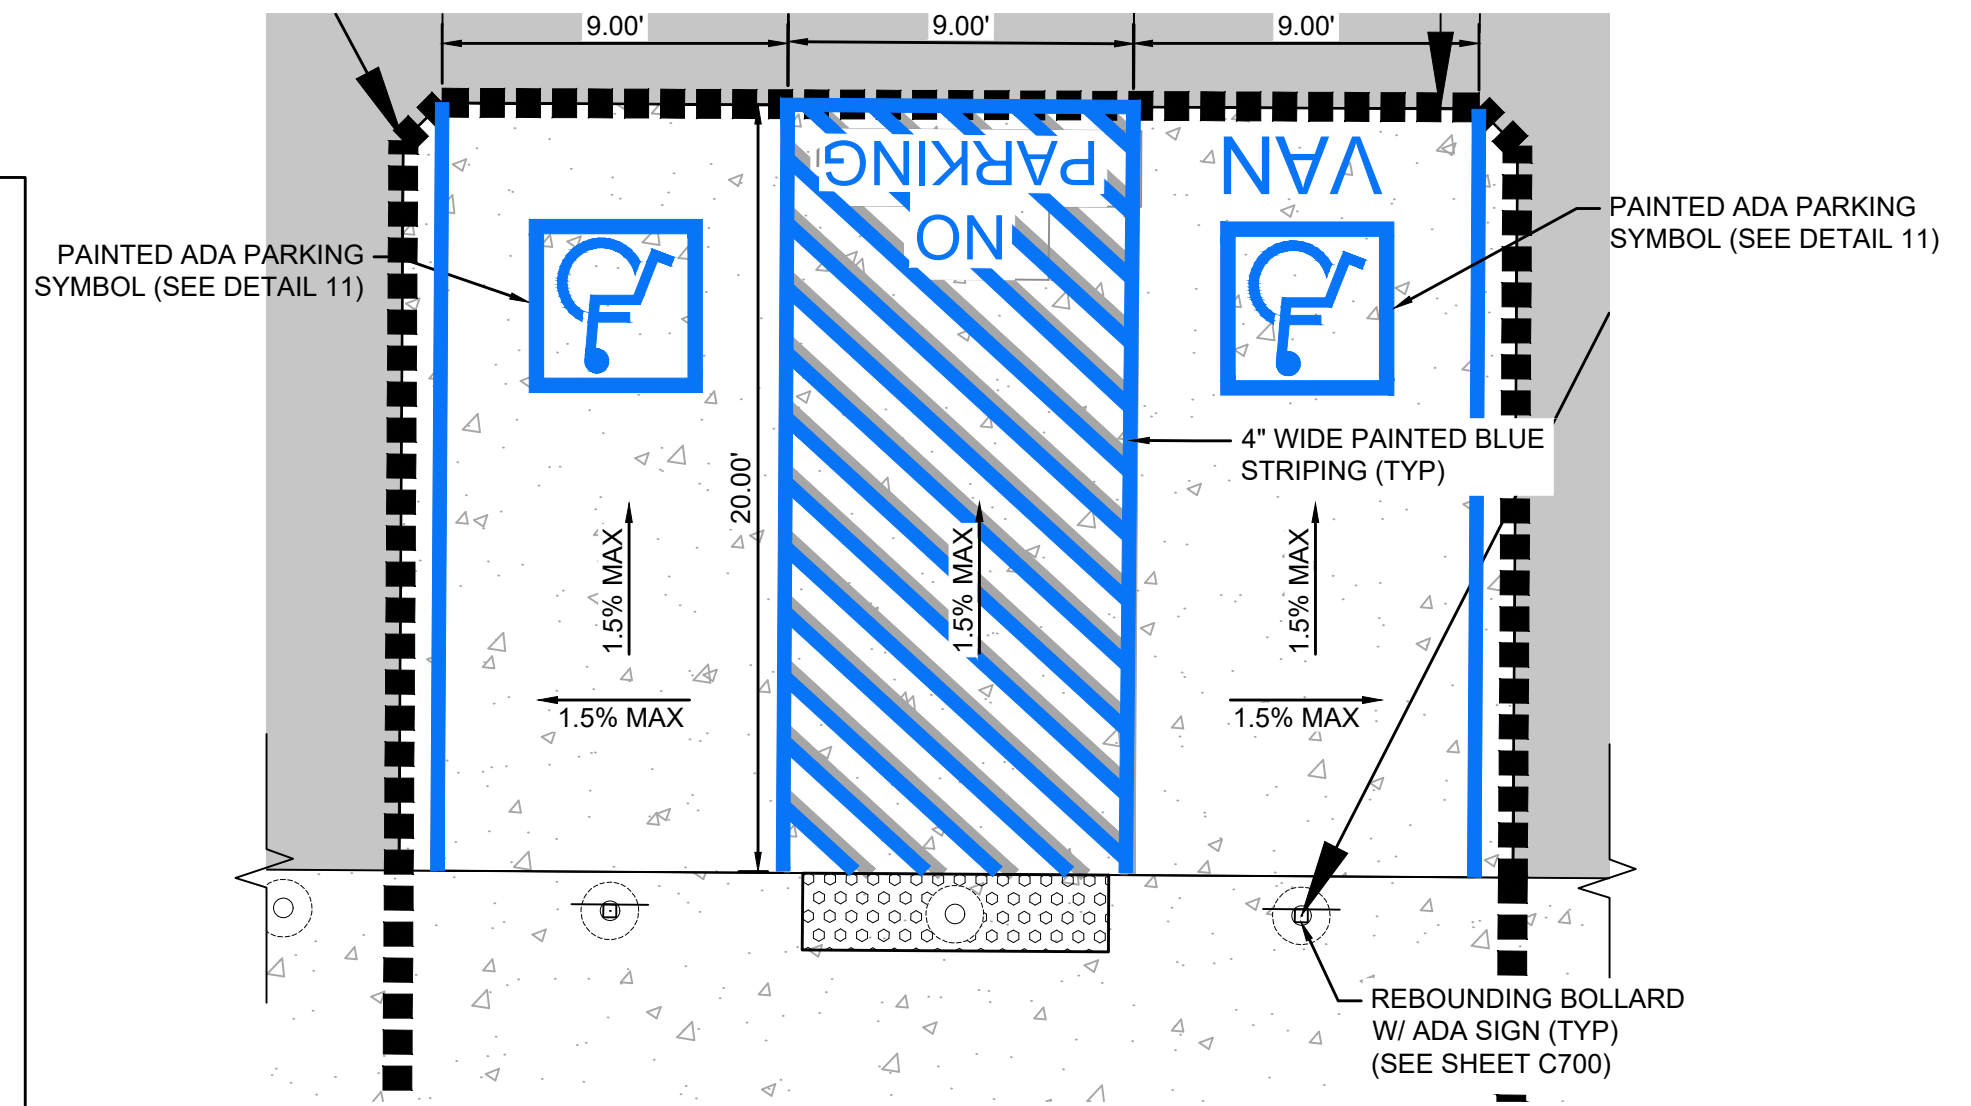 9.00'
9.00'
9.00'
NO
PARKING
VAN
PAINTED ADA PARKING
SYMBOL (SEE DETAIL 11)
PAINTED ADA PARKING
SYMBOL (SEE DETAIL 11)
4" WIDE PAINTED BLUE
STRIPING (TYP)
20.00'
1.5% MAX
1.5% MAX
1.5% MAX
1.5% MAX
1.5% MAX
REBOUNDING BOLLARD
W/ ADA SIGN (TYP)
(SEE SHEET C700)